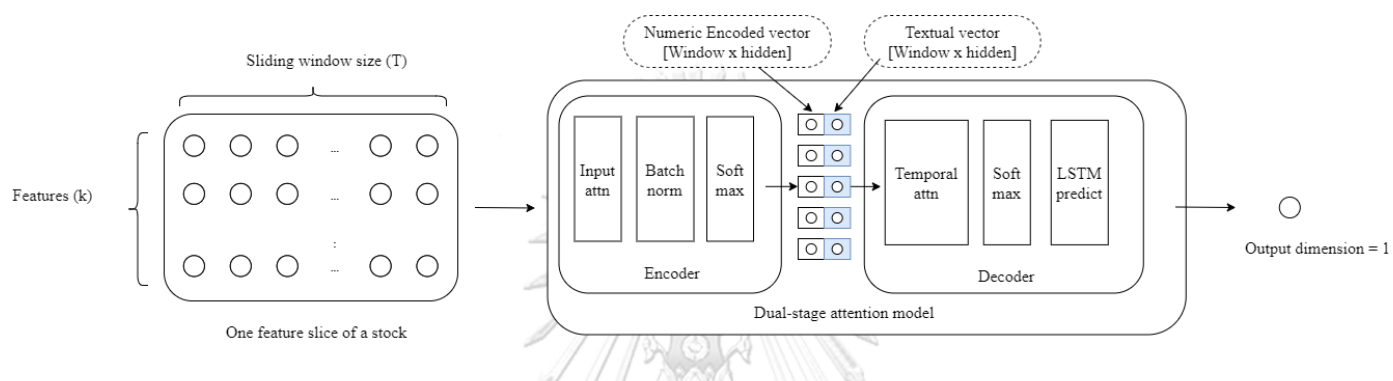 Numeric Encoded vector
[Window x hidden]
Textual vector
[Window x hidden]
Sliding window size (T)
Features (k)
...
...
:
...
One feature slice of a stock
Input
attn
Batch
norm
Soft
max
Encoder
Temporal
attn
Soft
max
LSTM
predict
Decoder
Dual-stage attention model
Output dimension = 1